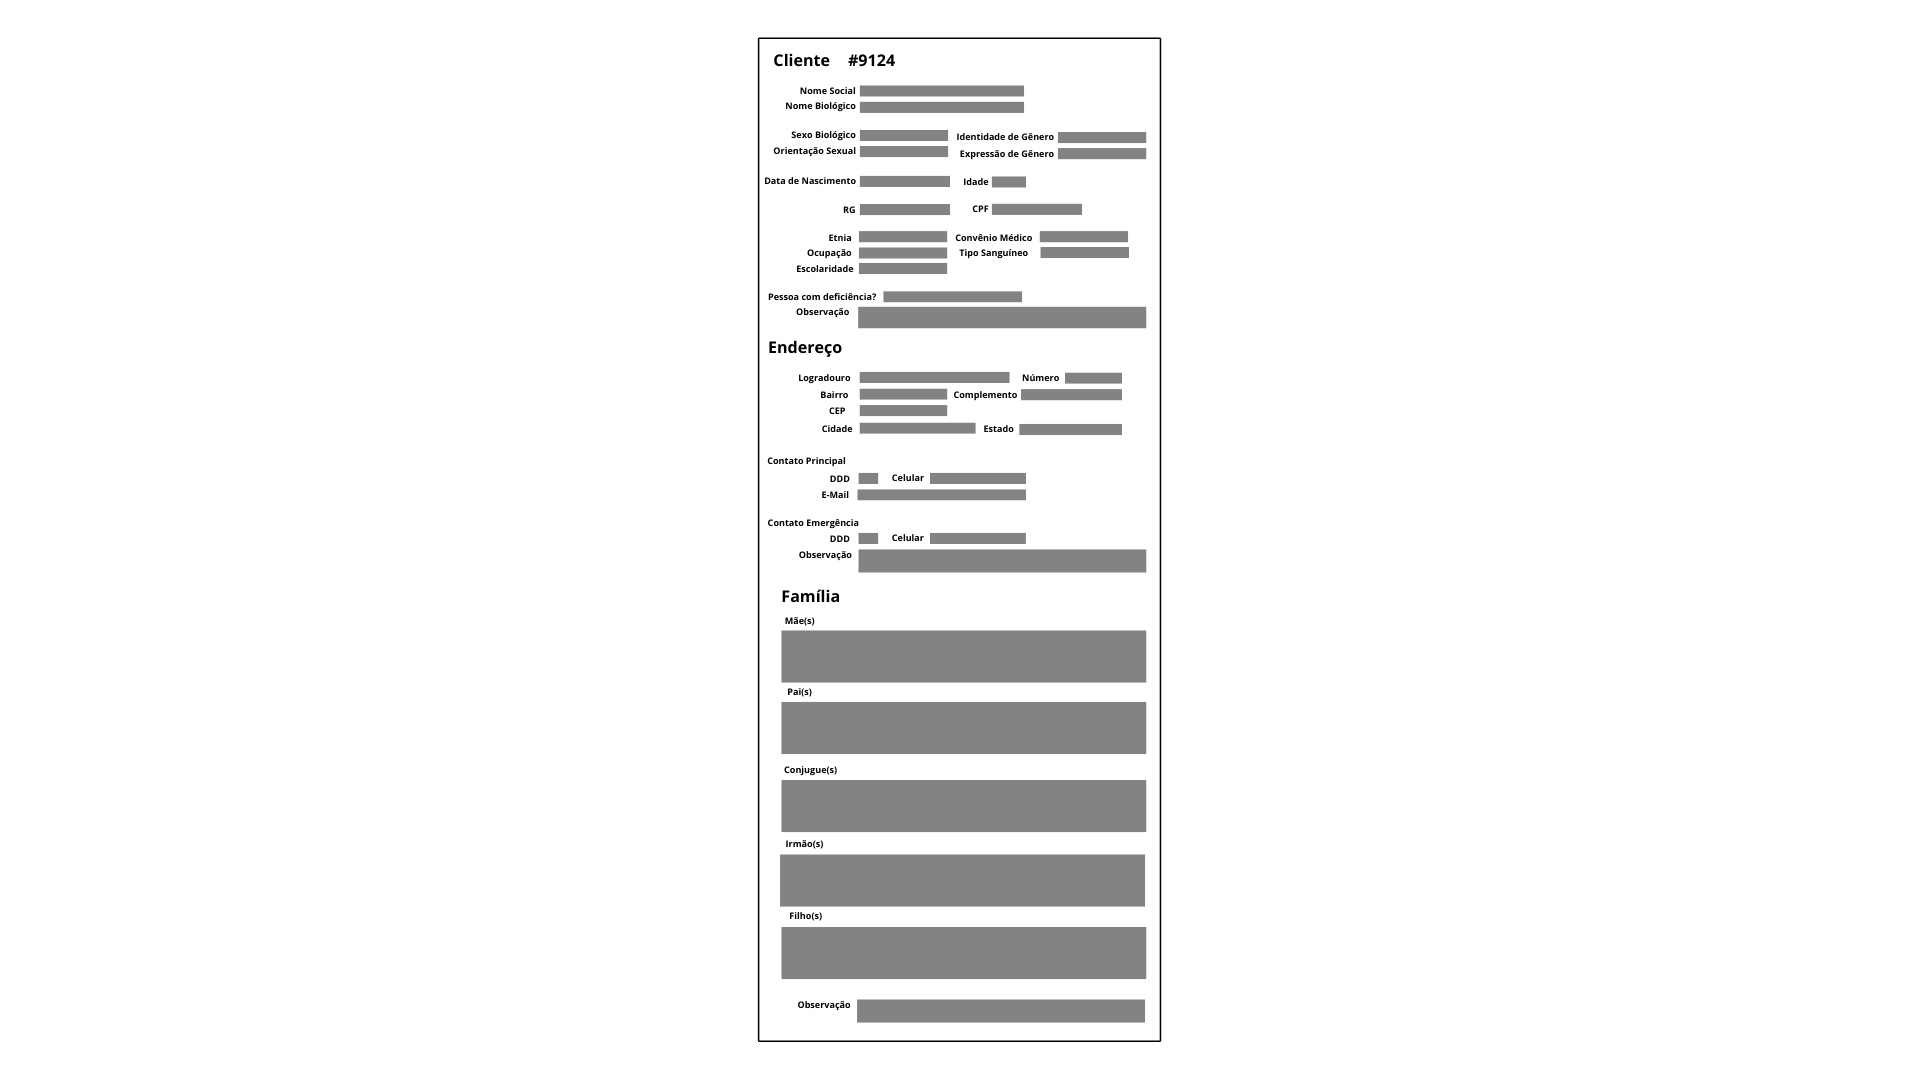 Cliente #9124
Nome Social
Nome Biológico
Sexo Biológico Identidade de Gênero
Orientação Sexual Expressão de Gênero
Data de Nascimento Idade
RG CPF
Etnia Convênio Médico
Ocupação Tipo Sanguíneo
Escolaridade
Pessoa com deficiência?
Observação
Endereço
Logradouro Número
Bairro Complemento
CEP
Cidade Estado
Contato Principal
DDD Celular
E-Mail
Contato Emergência
DDD Celular
Observação
Família
Mãe(s)
Pai(s)
Conjugue(s)
Irmão(s)
Filho(s)
Observação